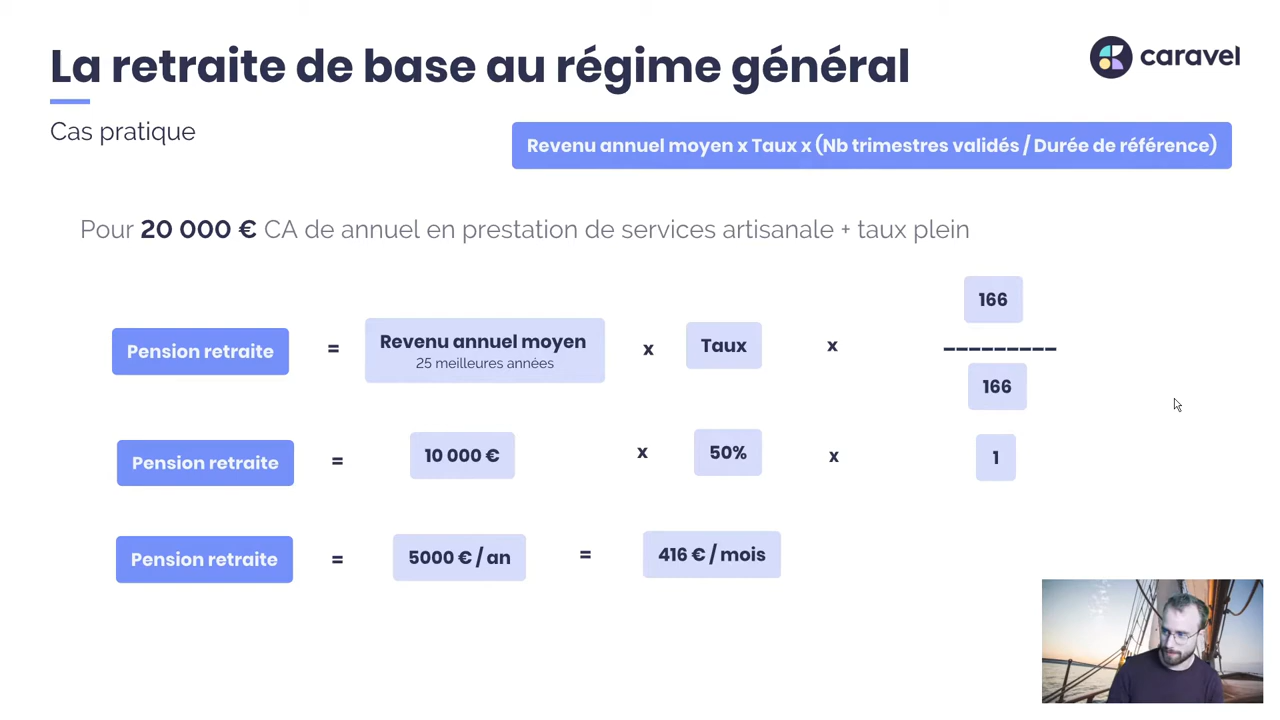 La retraite de base au régime général
caravel
Cas pratique
Revenu annuel moyen x Taux x (Nb trimestres validés / Durée de référence)
Pour 20 000 € CA de annuel en prestation de services artisanale + taux plein
Pension retraite = Revenu annuel moyen x Taux x 166
25 meilleures années
---------
166
Pension retraite = 10 000 € x 50% x 1
Pension retraite = 5000 € / an = 416 € / mois